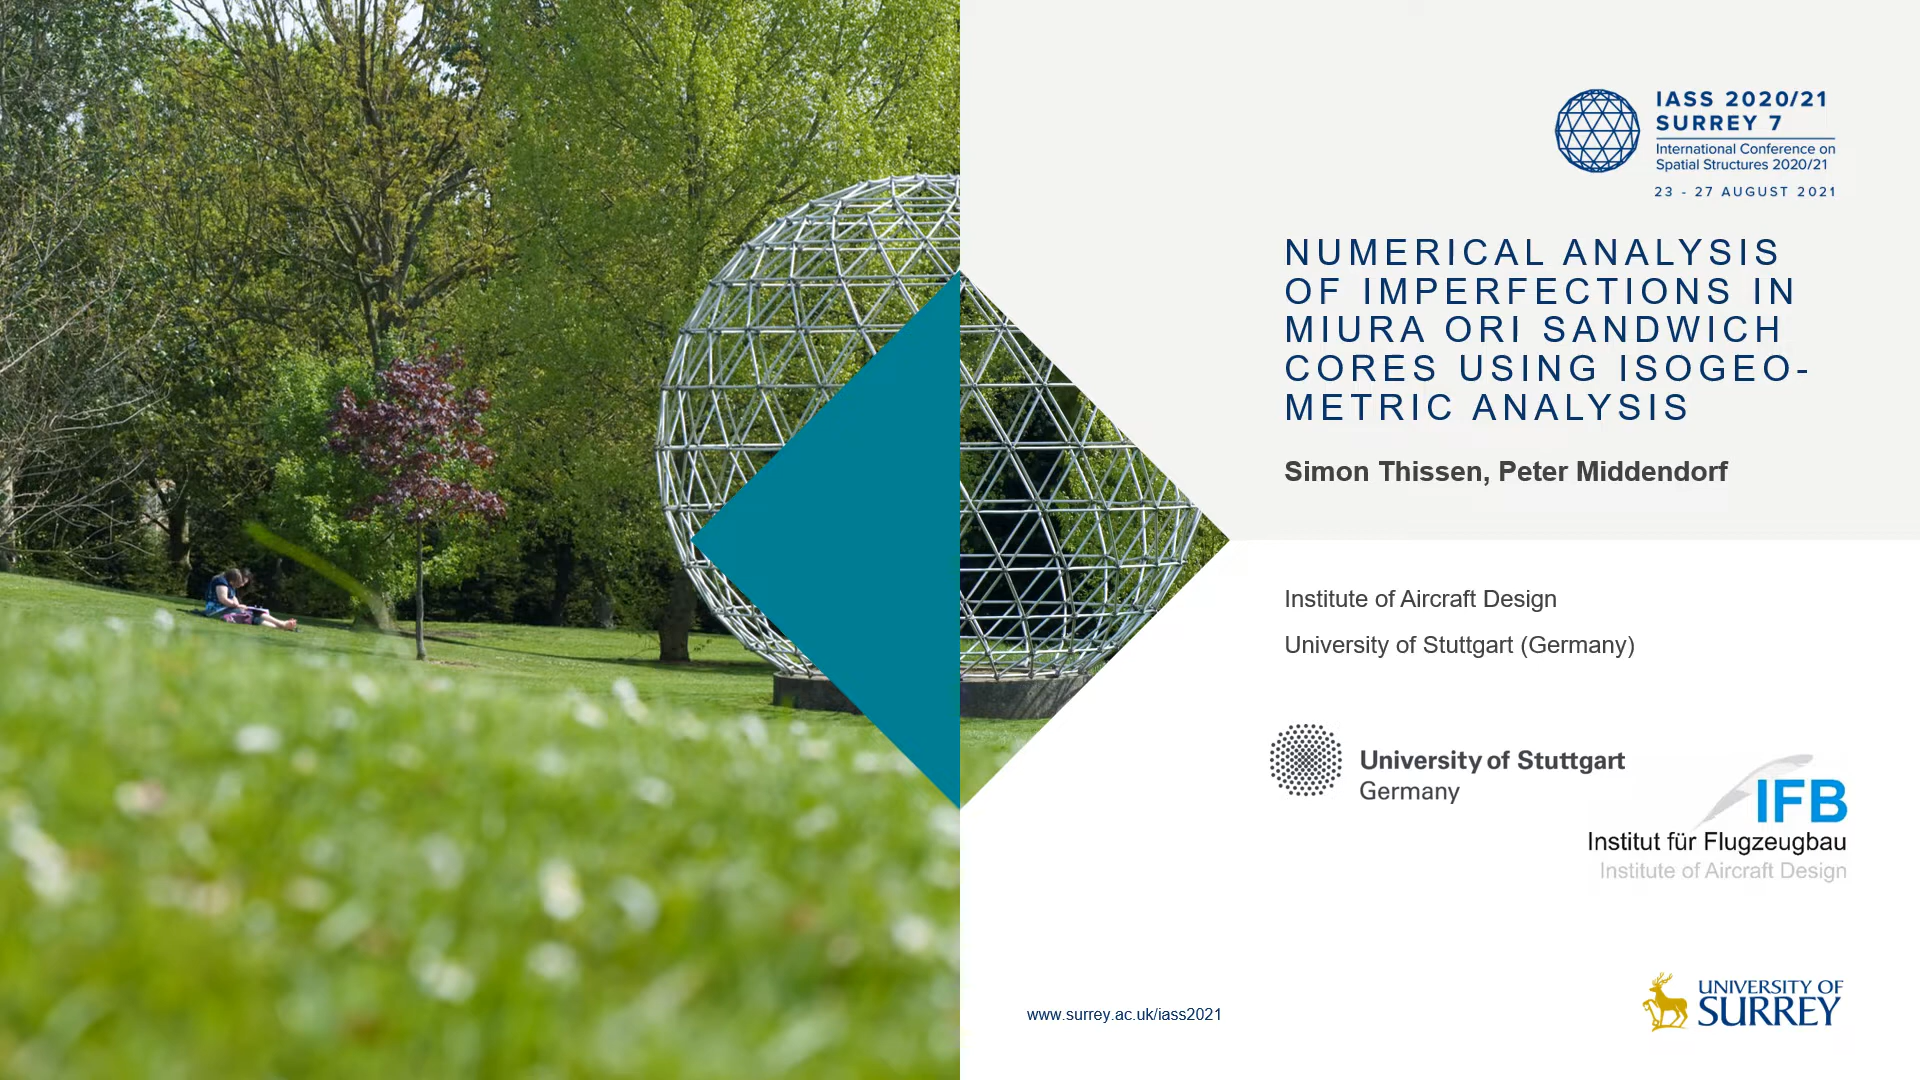 IASS 2020/21
SURREY 7
International Conference on
Spatial Structures 2020/21
23 - 27 AUGUST 2021
NUMERICAL ANALYSIS
OF IMPERFECTIONS IN
MIURA ORI SANDWICH
CORES USING ISOGEO-
METRIC ANALYSIS
Simon Thissen, Peter Middendorf
Institute of Aircraft Design
University of Stuttgart (Germany)
University of Stuttgart
Germany
IFB
Institut für Flugzeugbau
Institute of Aircraft Design
www.surrey.ac.uk/iass2021
UNIVERSITY OF
SURREY